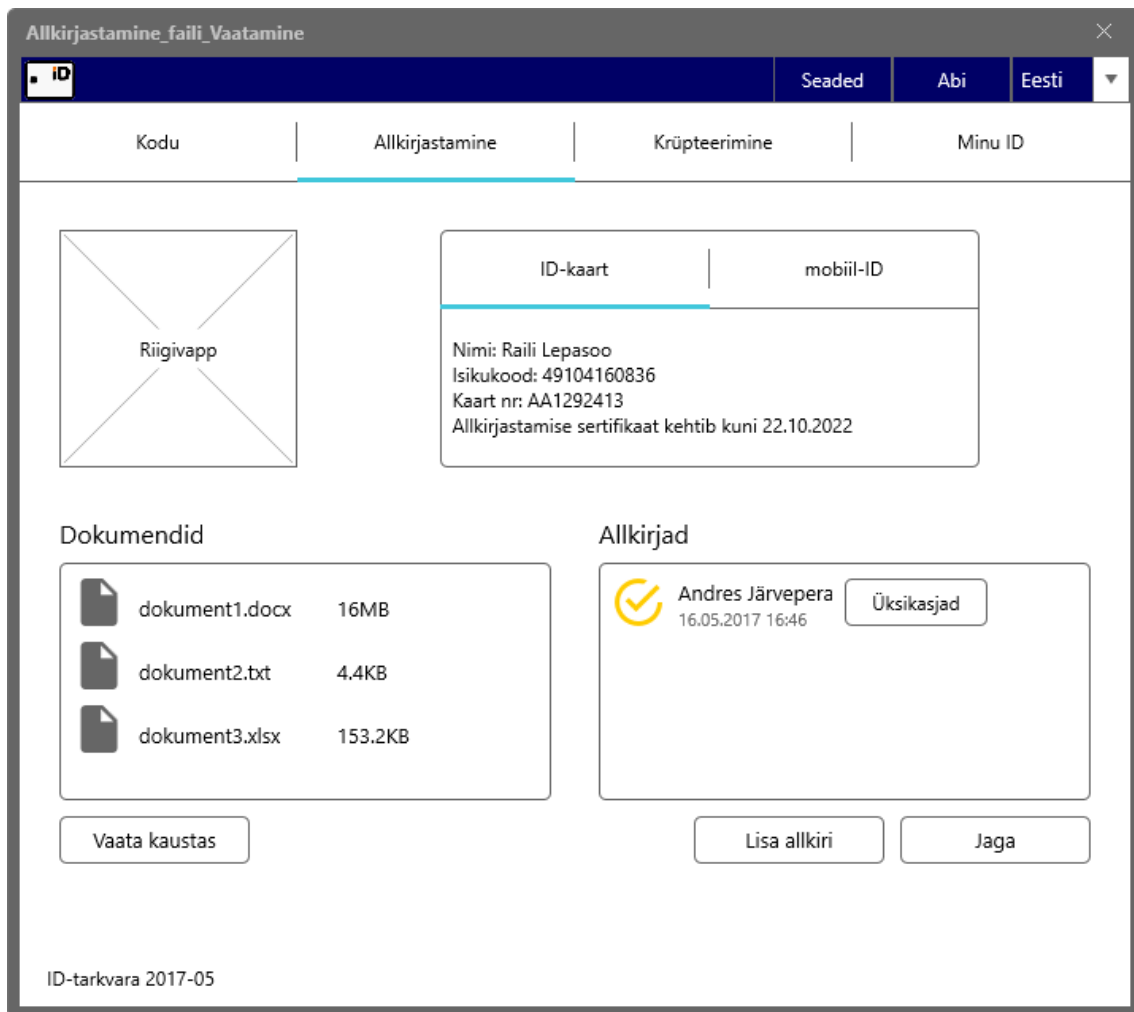 Allkirjastamine_faili_Vaatamine
iD
Seaded
Abi
Eesti
Kodu
Allkirjastamine
Krüpteerimine
Minu ID
Riigivapp
ID-kaart
mobiil-ID
Nimi: Raili Lepasoo
Isikukood: 49104160836
Kaart nr: AA1292413
Allkirjastamise sertifikaat kehtib kuni 22.10.2022
Dokumendid
dokument1.docx 16MB
dokument2.txt 4.4KB
dokument3.xlsx 153.2KB
Vaata kaustas
Allkirjad
Andres Järvepera
16.05.2017 16:46
Üksikasjad
Lisa allkiri
Jaga
ID-tarkvara 2017-05